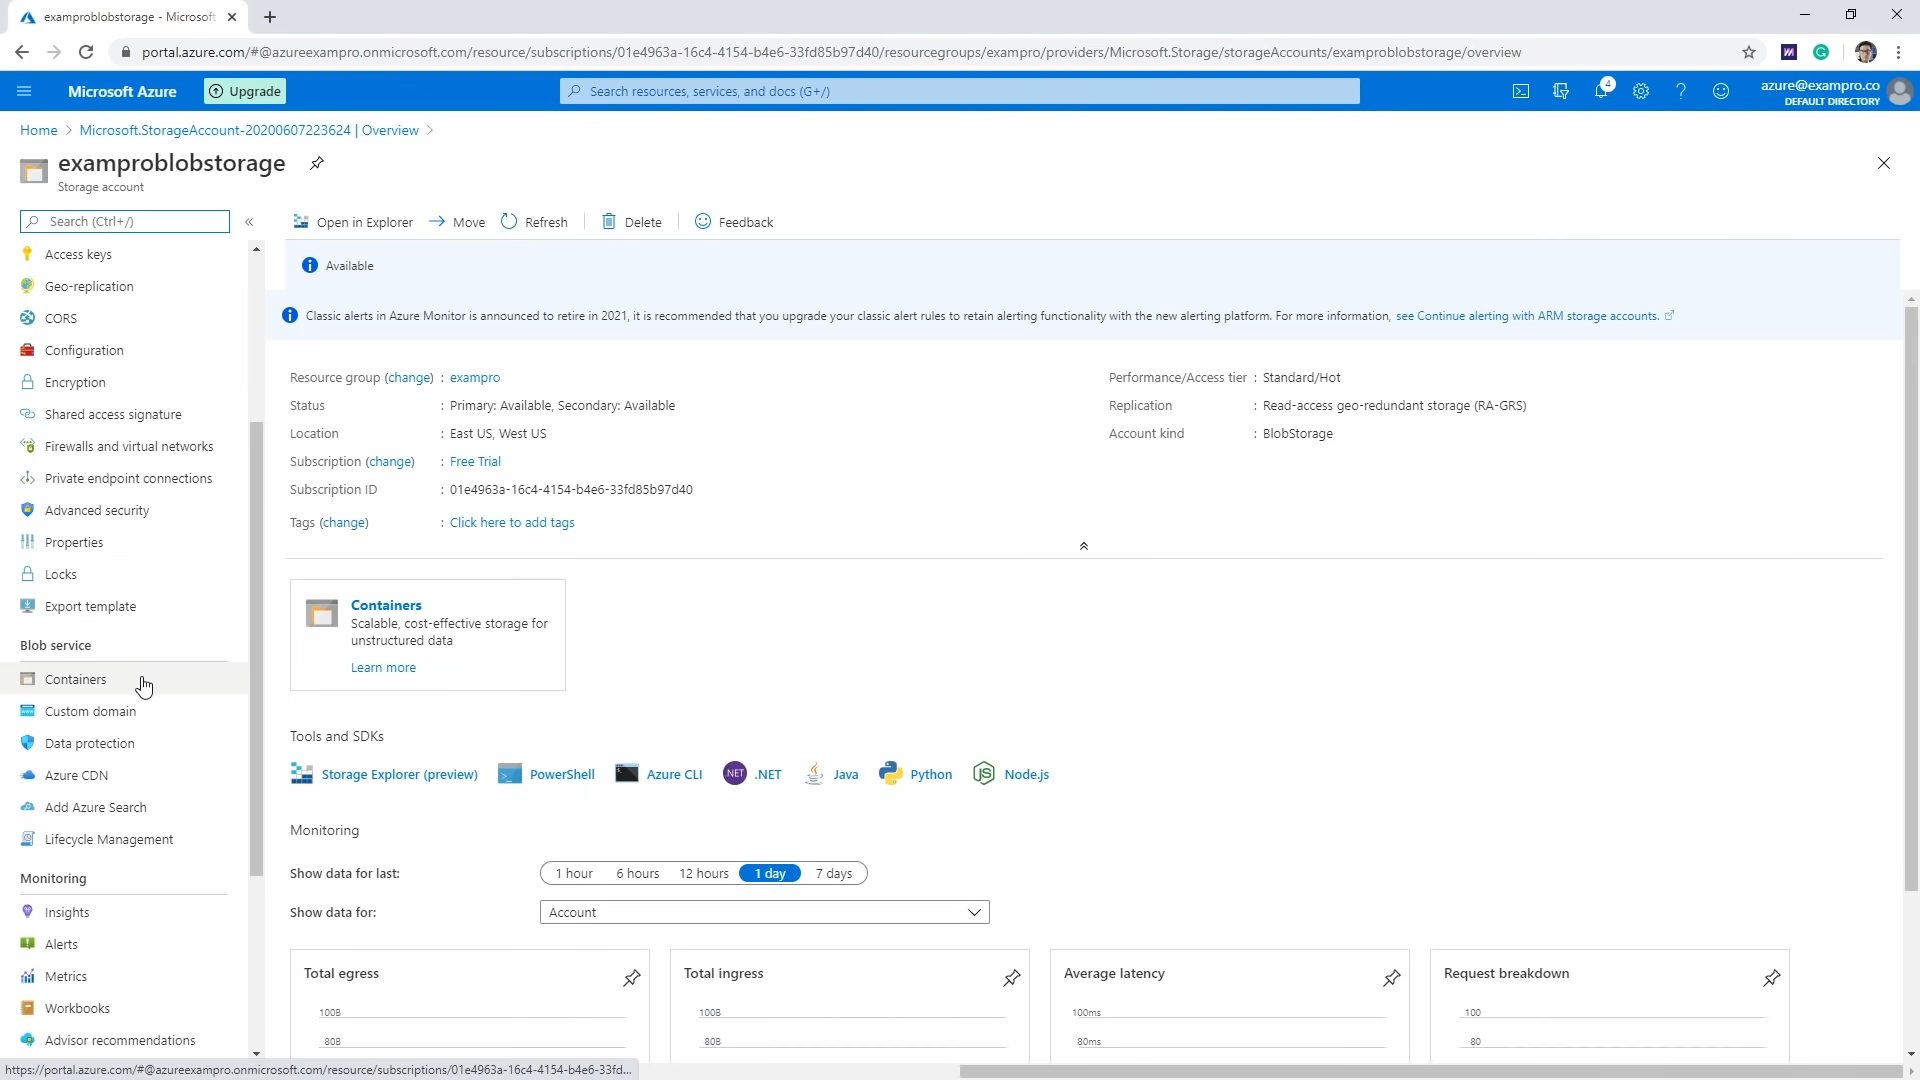 examproblobstorage - Microsoft
portal.azure.com/#@azureexampro.onmicrosoft.com/resource/subscriptions/01e4963a-16c4-4154-b4e6-33fd85b97d40/resourcegroups/exampro/providers/Microsoft.Storage/storageAccounts/examproblobstorage/overview
Microsoft Azure
Upgrade
Search resources, services, and docs (G+/)
4
azure@exampro.co
DEFAULT DIRECTORY
Home > Microsoft.StorageAccount-20200607223624 | Overview >
examproblobstorage
Storage account
Search (Ctrl+/)
Access keys
Geo-replication
CORS
Configuration
Encryption
Shared access signature
Firewalls and virtual networks
Private endpoint connections
Advanced security
Properties
Locks
Export template
Blob service
Containers
Custom domain
Data protection
Azure CDN
Add Azure Search
Lifecycle Management
Monitoring
Insights
Alerts
Metrics
Workbooks
Advisor recommendations
Open in Explorer
Move
Refresh
Delete
Feedback
Available
Classic alerts in Azure Monitor is announced to retire in 2021, it is recommended that you upgrade your classic alert rules to retain alerting functionality with the new alerting platform. For more information, see Continue alerting with ARM storage accounts.
Resource group (change) : exampro
Status : Primary: Available, Secondary: Available
Location : East US, West US
Subscription (change) : Free Trial
Subscription ID : 01e4963a-16c4-4154-b4e6-33fd85b97d40
Tags (change) : Click here to add tags
Performance/Access tier : Standard/Hot
Replication : Read-access geo-redundant storage (RA-GRS)
Account kind : BlobStorage
Containers
Scalable, cost-effective storage for
unstructured data
Learn more
Tools and SDKs
Storage Explorer (preview)
PowerShell
Azure CLI
NET .NET
Java
Python
JS Node.js
Monitoring
Show data for last: 1 hour 6 hours 12 hours 1 day 7 days
Show data for: Account
Total egress
100B
80B
Total ingress
100B
80B
Average latency
100ms
80ms
Request breakdown
100
80
https://portal.azure.com/#@azureexampro.onmicrosoft.com/resource/subscriptions/01e4963a-16c4-4154-b4e6-33fd...